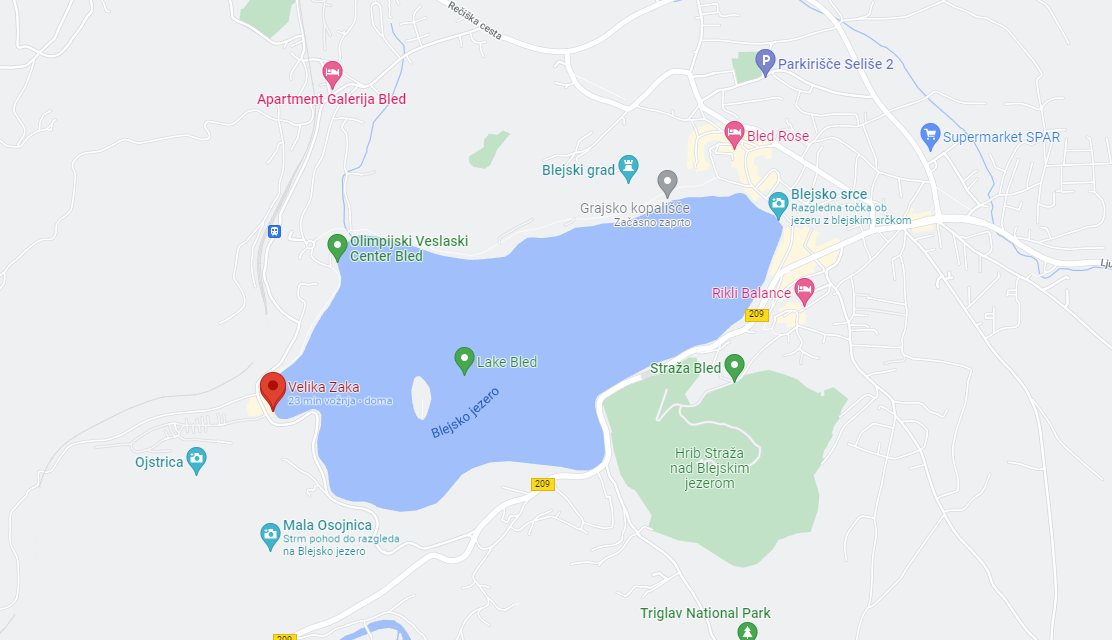 Rečiška cesta
P
Parkirišče Seliše 2
Apartment Galerija Bled
Bled Rose
Supermarket SPAR
Blejski grad
Grajsko kopališče
Začasno zaprto
Blejsko srce
Razgledna točka ob
jezeru z blejskim srčkom
Olimpijski Veslaski
Center Bled
Lju
Rikli Balance
209
Lake Bled
Straža Bled
Velika Zaka
23 min vožnja - doma
Blejsko jezero
Hrib Straža
nad Blejskim
jezerom
Ojstrica
209
Mala Osojnica
Strm pohod do razgleda
na Blejsko jezero
Triglav National Park
209